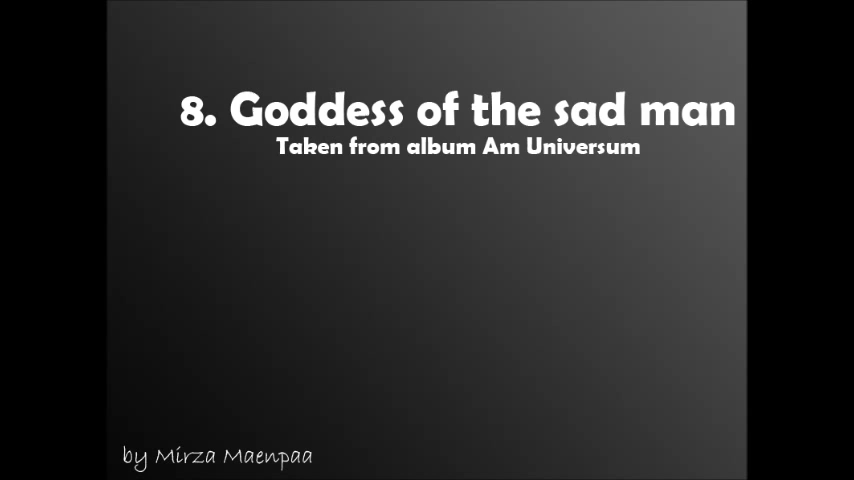 8. Goddess of the sad man
Taken from album Am Universum
by Mirza Maenpaa